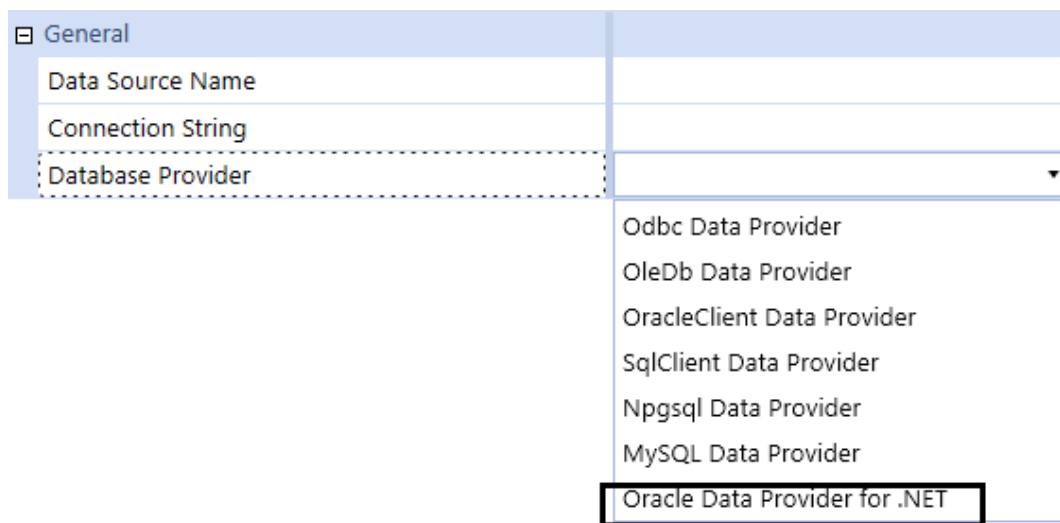 General
Data Source Name
Connection String
Database Provider
Odbc Data Provider
OleDb Data Provider
OracleClient Data Provider
SqlClient Data Provider
Npgsql Data Provider
MySQL Data Provider
Oracle Data Provider for .NET